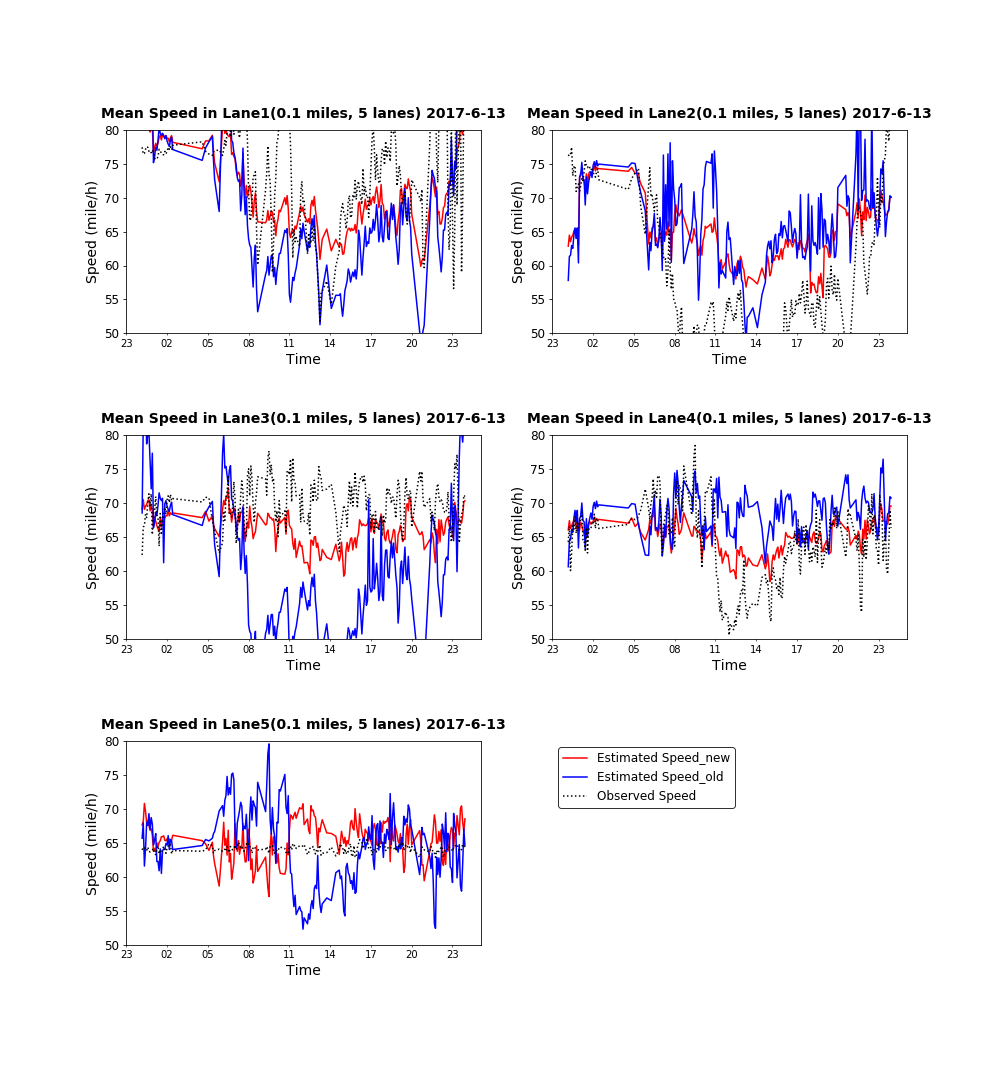 Mean Speed in Lane1(0.1 miles, 5 lanes) 2017-6-13
80
75
70
65
60
55
50
Speed (mile/h)
23 02 05 08 11 14 17 20 23
Time
Mean Speed in Lane2(0.1 miles, 5 lanes) 2017-6-13
80
75
70
65
60
55
50
Speed (mile/h)
23 02 05 08 11 14 17 20 23
Time
Mean Speed in Lane3(0.1 miles, 5 lanes) 2017-6-13
80
75
70
65
60
55
50
Speed (mile/h)
23 02 05 08 11 14 17 20 23
Time
Mean Speed in Lane4(0.1 miles, 5 lanes) 2017-6-13
80
75
70
65
60
55
50
Speed (mile/h)
23 02 05 08 11 14 17 20 23
Time
Mean Speed in Lane5(0.1 miles, 5 lanes) 2017-6-13
80
75
70
65
60
55
50
Speed (mile/h)
23 02 05 08 11 14 17 20 23
Time
Estimated Speed_new
Estimated Speed_old
Observed Speed